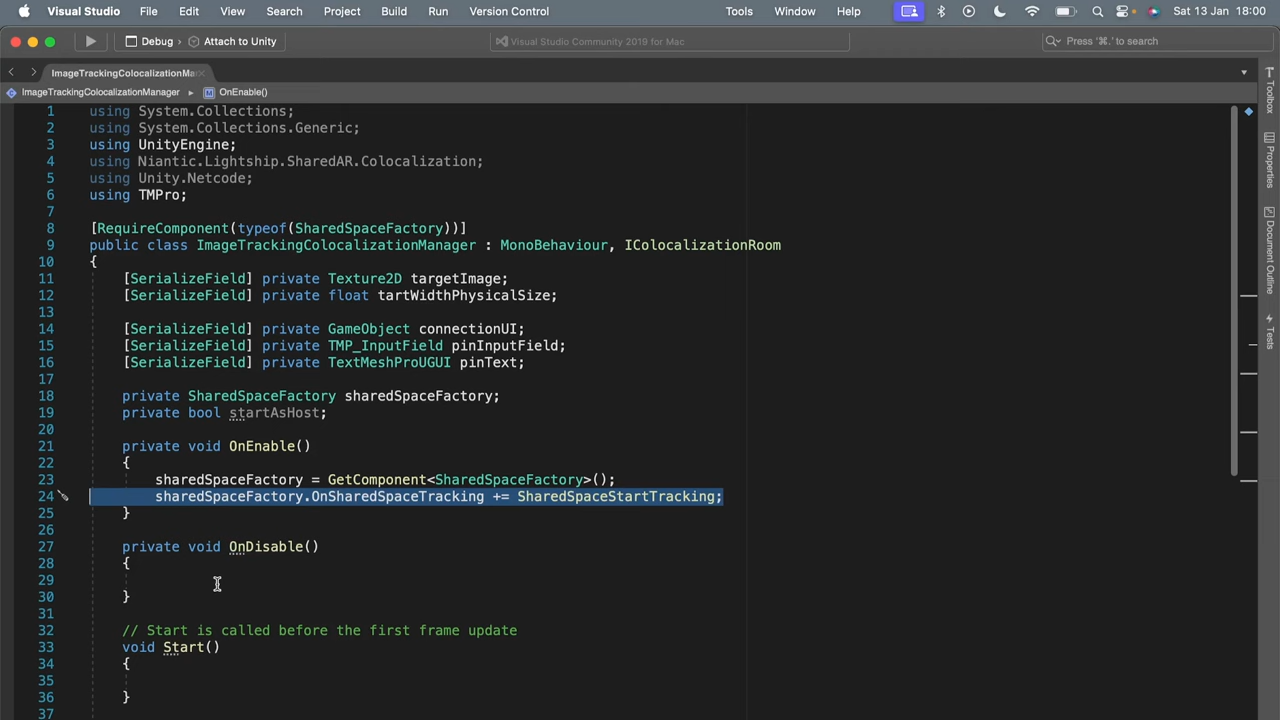 Visual Studio File Edit View Search Project Build Run Version Control Tools Window Help Sat 13 Jan 18:00
Debug > Attach to Unity Visual Studio Community 2019 for Mac Press '⌘.' to search
ImageTrackingColocalizationMa
ImageTrackingColocalizationManager OnEnable()
1 using System.Collections;
2 using System.Collections.Generic;
3 using UnityEngine;
4 using Niantic.Lightship.SharedAR.Colocalization;
5 using Unity.Netcode;
6 using TMPro;
7
8 [RequireComponent(typeof(SharedSpaceFactory))]
9 public class ImageTrackingColocalizationManager : MonoBehaviour, IColocalizationRoom
10 {
11 [SerializeField] private Texture2D targetImage;
12 [SerializeField] private float tartWidthPhysicalSize;
13
14 [SerializeField] private GameObject connectionUI;
15 [SerializeField] private TMP_InputField pinInputField;
16 [SerializeField] private TextMeshProUGUI pinText;
17
18 private SharedSpaceFactory sharedSpaceFactory;
19 private bool startAsHost;
20
21 private void OnEnable()
22 {
23 sharedSpaceFactory = GetComponent<SharedSpaceFactory>();
24 sharedSpaceFactory.OnSharedSpaceTracking += SharedSpaceStartTracking;
25 }
26
27 private void OnDisable()
28 {
29
30 }
31
32 // Start is called before the first frame update
33 void Start()
34 {
35
36 }
37
Toolbox
Properties
Document Outline
Tests